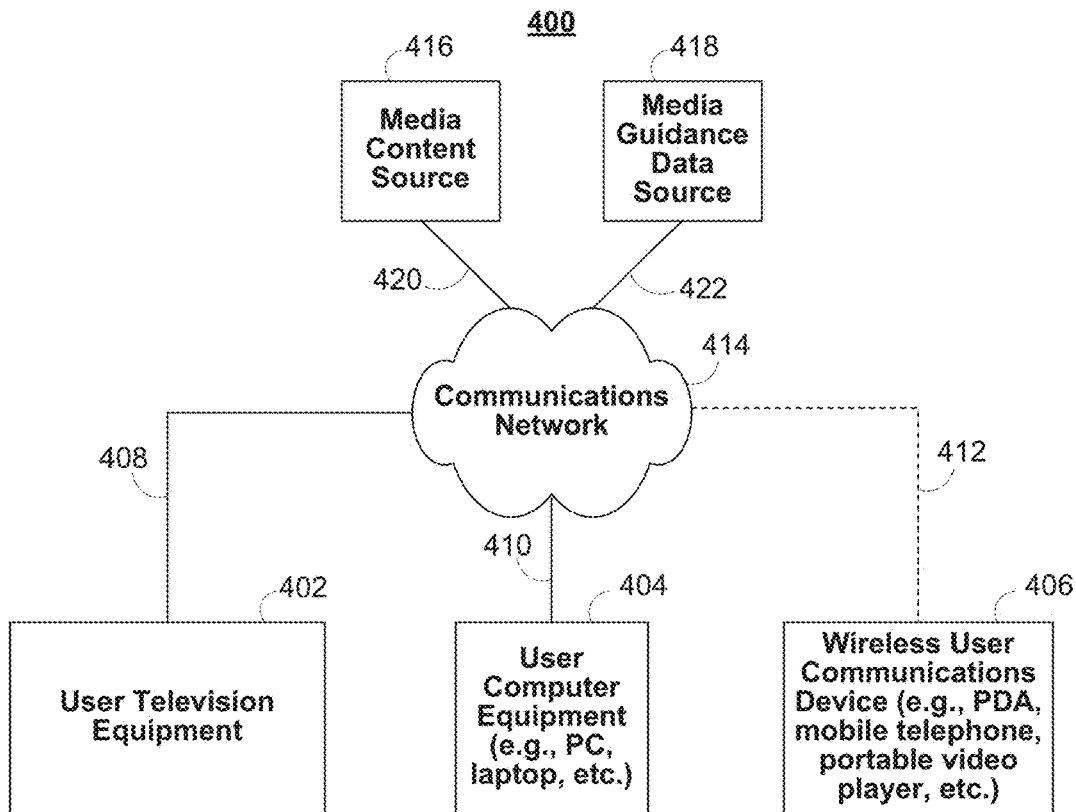 400
416
418
Media
Content
Source
Media
Guidance
Data
Source
420
422
414
Communications
Network
408
412
410
402
404
406
User Television
Equipment
User
Computer
Equipment
(e.g., PC,
laptop, etc.)
Wireless User
Communications
Device (e.g., PDA,
mobile telephone,
portable video
player, etc.)